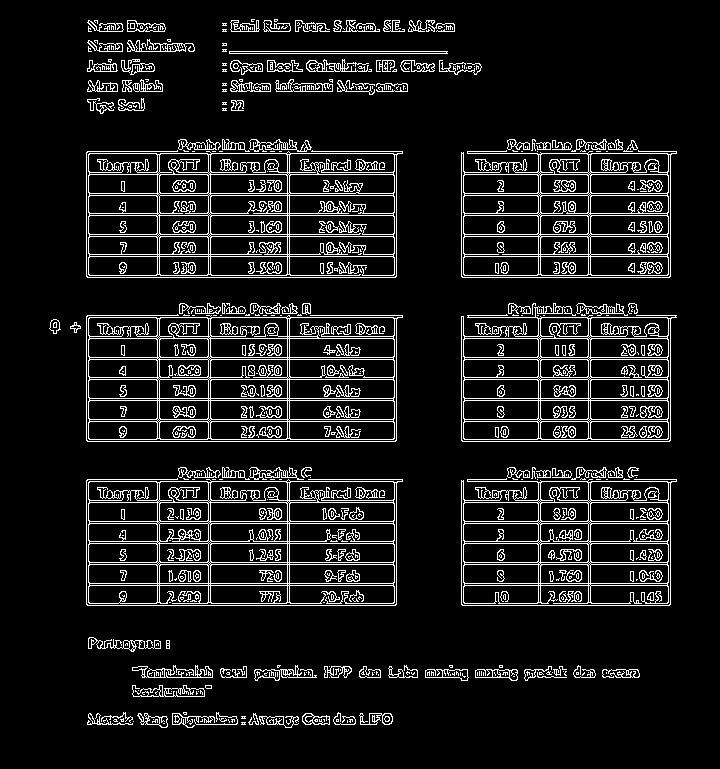 Nama Dosen : Emil Riza Putra, S.Kom, SE, M.Kom
Nama Mahasiswa :
Jenis Ujian : Open Book, Calculator, HP, Close Laptop
Mata Kuliah : Sistem Informasi Manajemen
Tipe Soal : 22
Pembelian Produk A Penjualan Produk A
Tanggal QTT Harga @ Expired Date Tanggal QTT Harga @
1 600 3.370 2-May 2 580 4.290
4 580 2.950 30-May 3 510 4.400
5 660 3.160 20-May 6 675 4.510
7 550 3.895 10-May 8 565 4.400
9 330 3.580 15-May 10 350 4.590
Pembelian Produk B Penjualan Produk B
Tanggal QTT Harga @ Expired Date Tanggal QTT Harga @
1 170 15.950 4-Mar 2 115 20.150
4 1.060 18.050 10-Mar 3 42.150
5 740 20.150 9-Mar 6 840 31.150
7 940 21.200 6-Mar 8 935 27.850
9 25.400 7-Mar 10 650 25.650
Pembelian Produk C Penjualan Produk C
Tanggal QTT Harga @ Expired Date Tanggal QTT Harga @
1 2.130 930 10-Feb 2 830 1.200
4 2.940 1.035 1-Feb 3 1.440 1.640
5 2.320 1.245 5-Feb 6 4.570 1.420
7 1.610 720 9-Feb 8 1.760 1.040
9 2.600 775 20-Feb 10 2.650 1.145
Pertanyaan :
"Tentukanlah total penjualan, HPP dan Laba masing masing produk dan secara
keseluruhan"
Metode Yang Digunakan : Average Cost dan LIFO